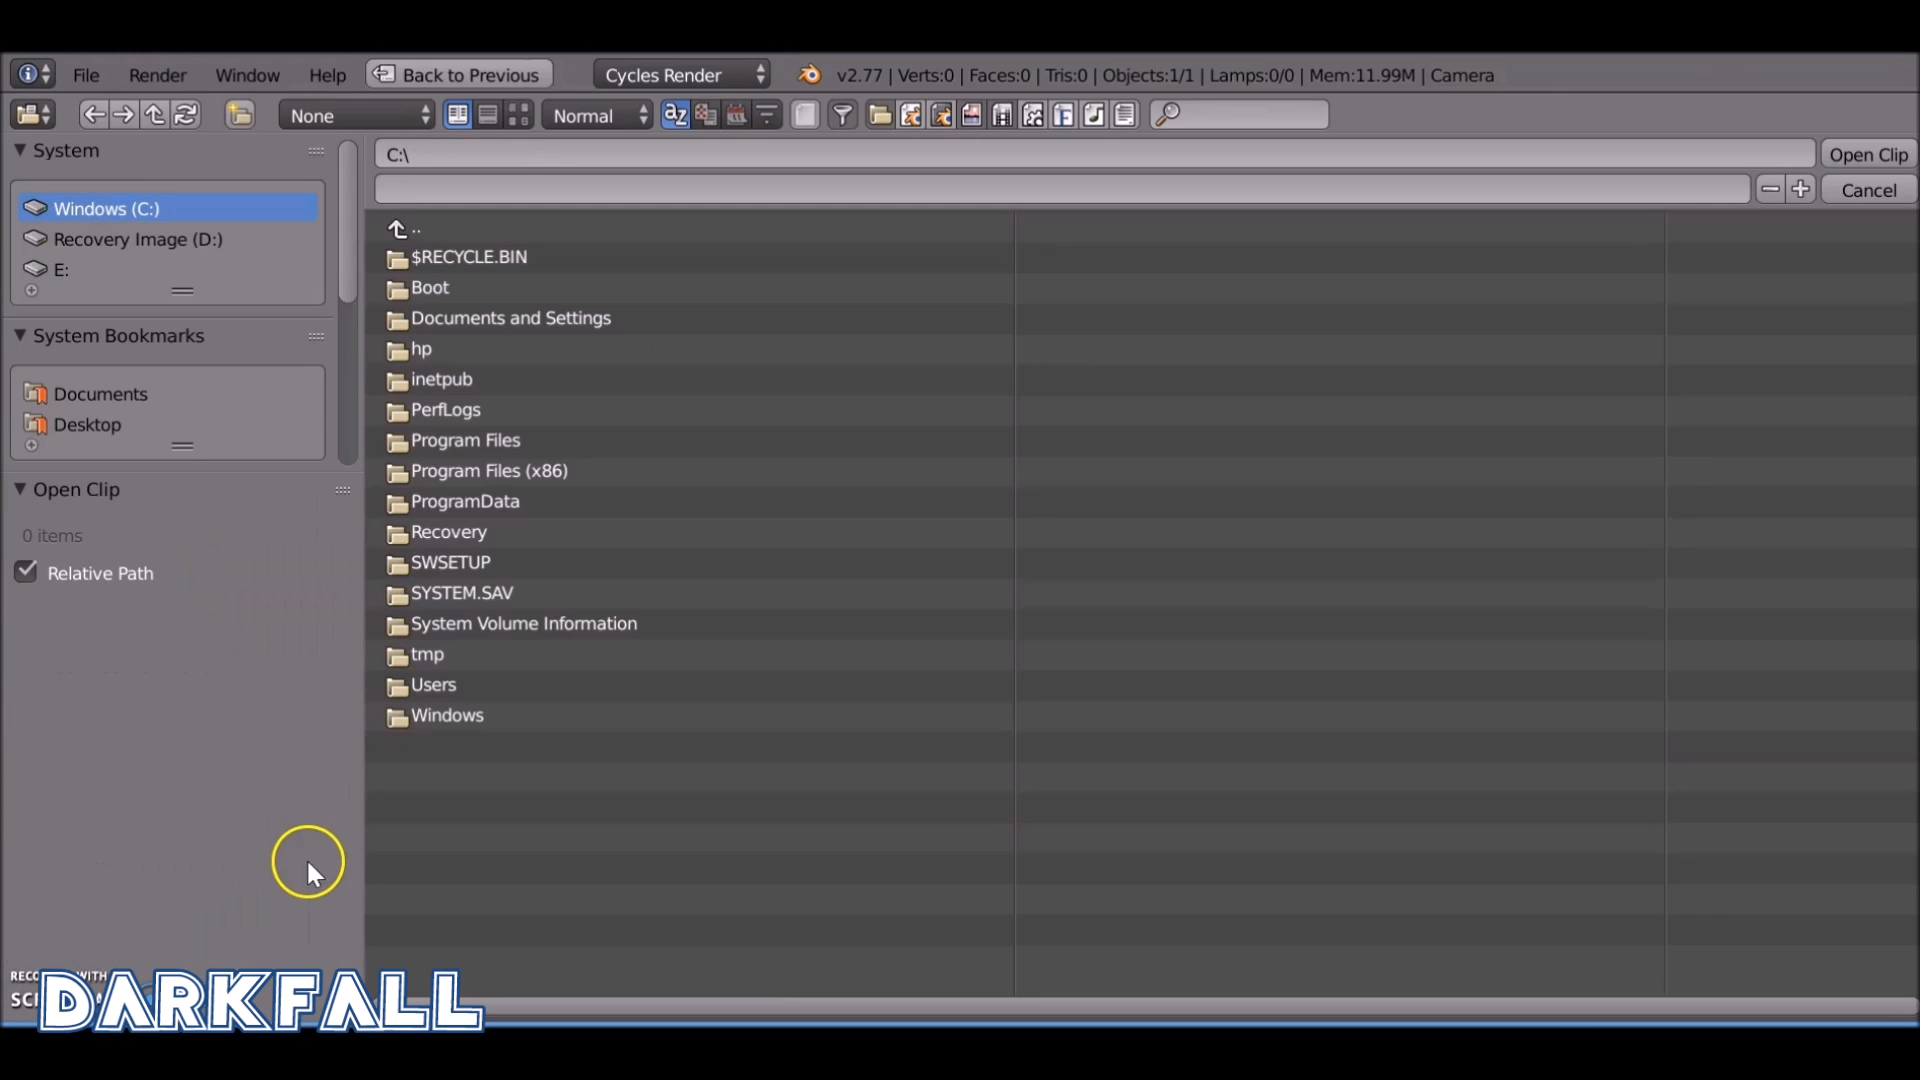 File Render Window Help Back to Previous Cycles Render v2.77 | Verts:0 | Faces:0 | Tris:0 | Objects:1/1 | Lamps:0/0 | Mem:11.99M | Camera
None Normal
System
Windows (C:)
Recovery Image (D:)
E:
System Bookmarks
Documents
Desktop
Open Clip
0 items
Relative Path
C:\ Open Clip
Cancel
..
$RECYCLE.BIN
Boot
Documents and Settings
hp
inetpub
PerfLogs
Program Files
Program Files (x86)
ProgramData
Recovery
SWSETUP
SYSTEM.SAV
System Volume Information
tmp
Users
Windows
WITH
DARKFALL